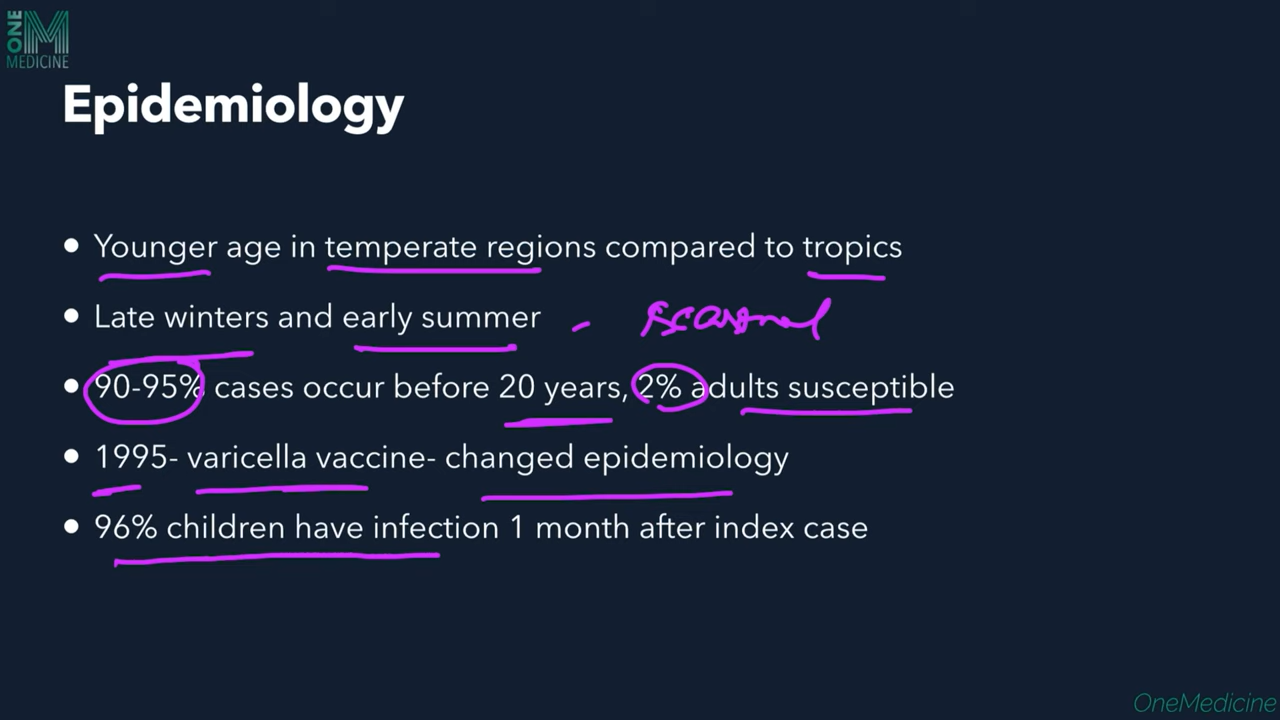 ONE
M
MEDICINE
Epidemiology
• Younger age in temperate regions compared to tropics
• Late winters and early summer - seasonal
• 90-95% cases occur before 20 years, 2% adults susceptible
• 1995- varicella vaccine- changed epidemiology
• 96% children have infection 1 month after index case
OneMedicine